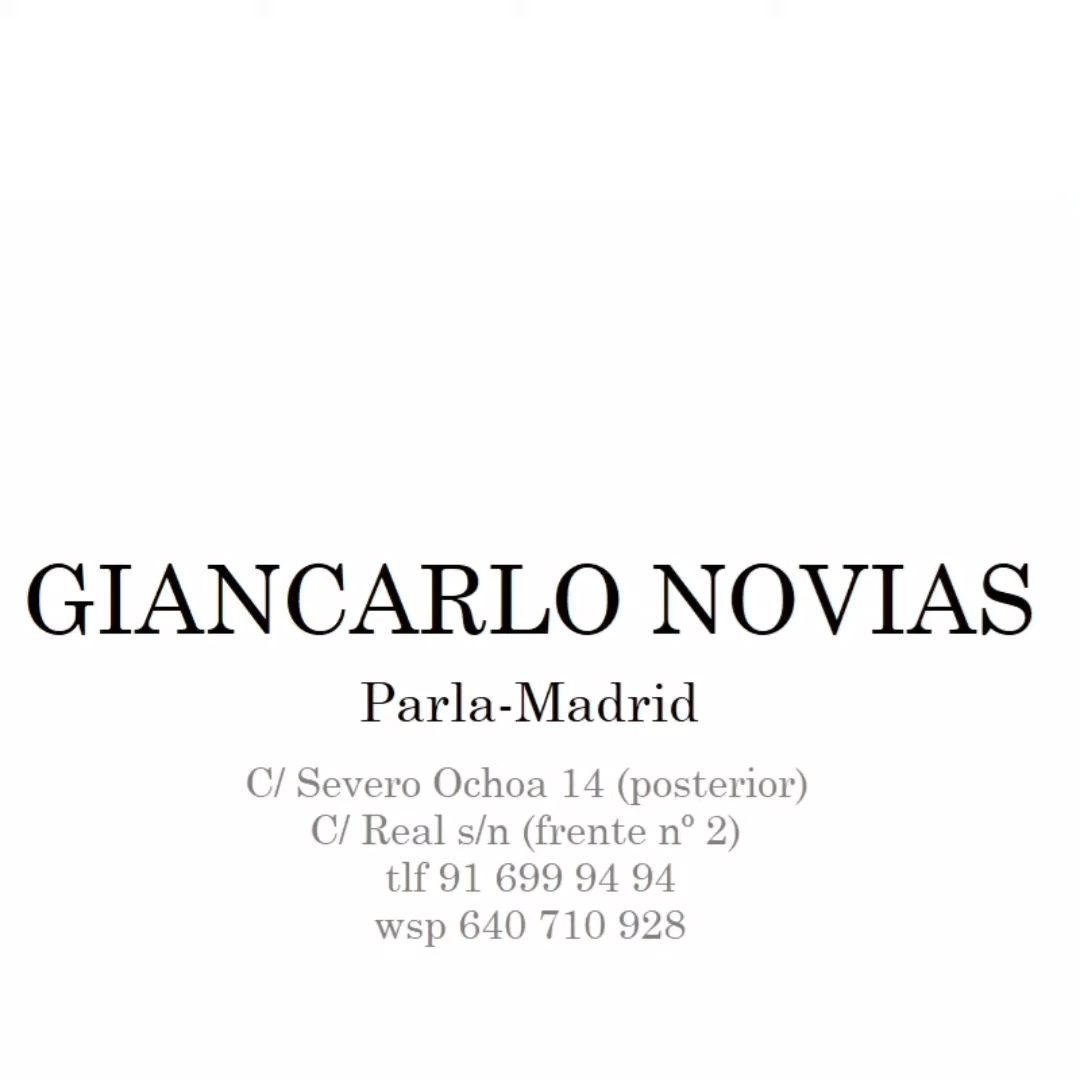 GIANCARLO NOVIAS
Parla-Madrid
C/ Severo Ochoa 14 (posterior)
C/ Real s/n (frente nº 2)
tlf 91 699 94 94
wsp 640 710 928